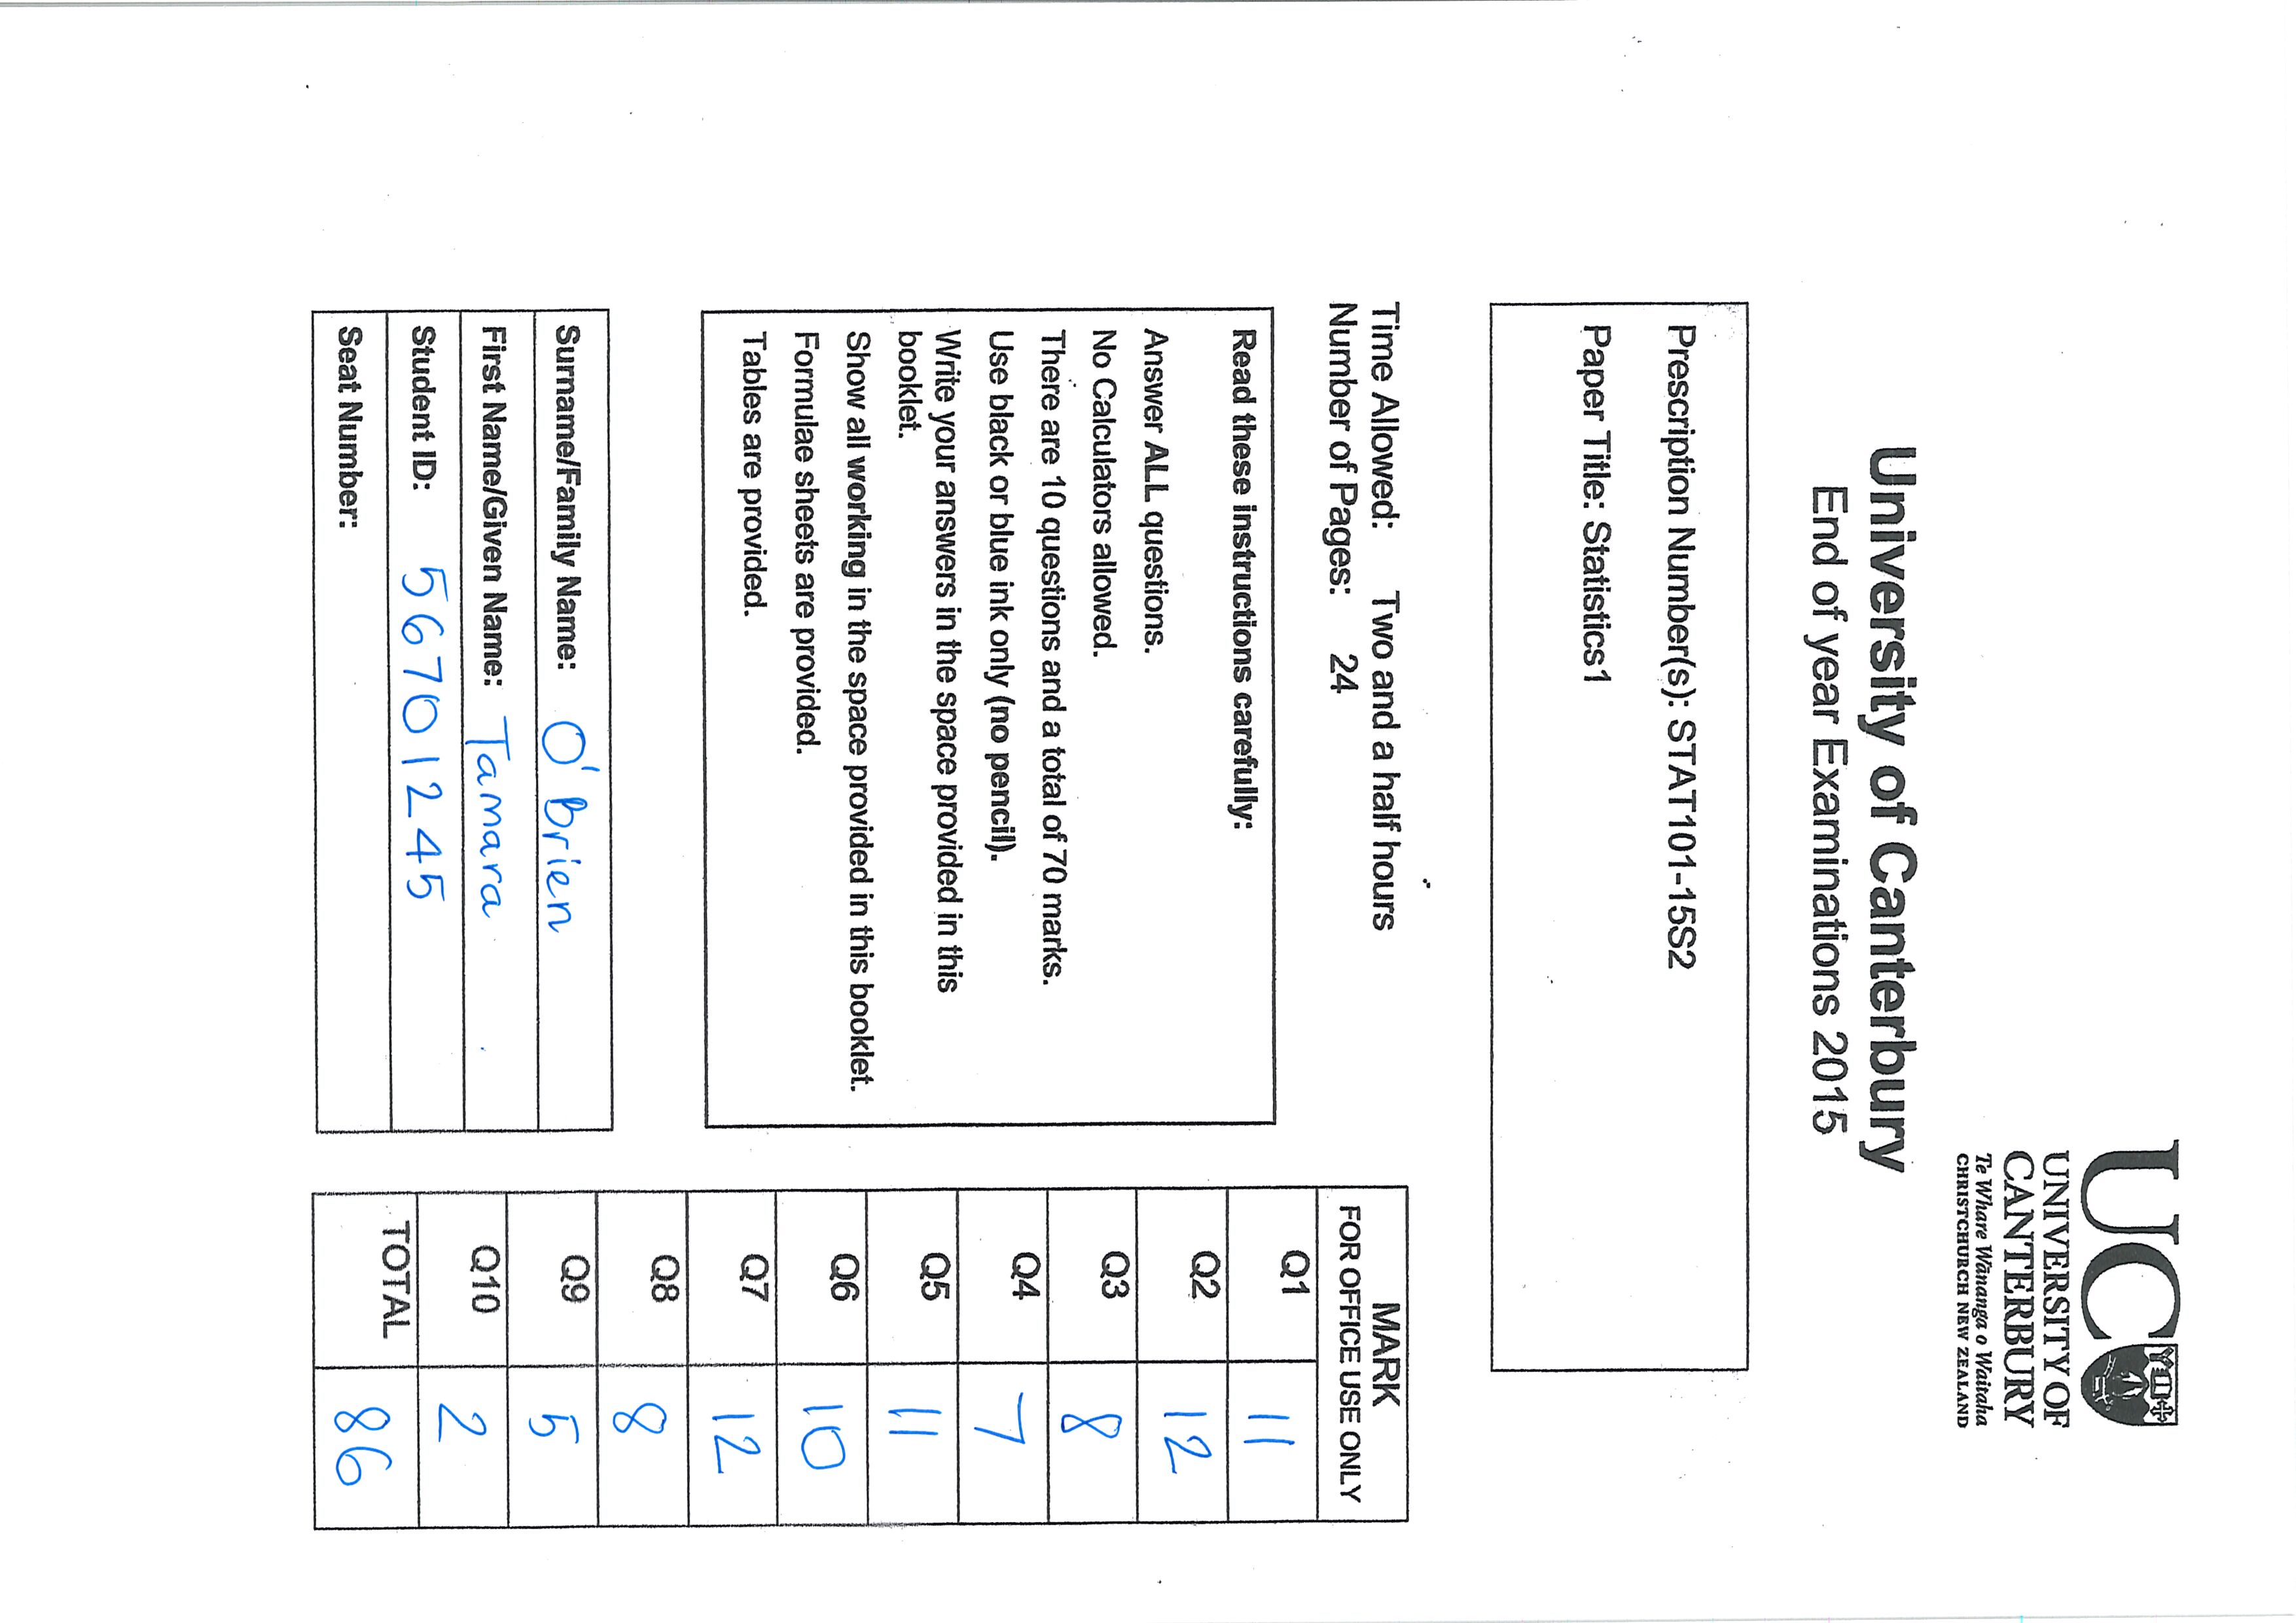 UC
UNIVERSITY OF
CANTERBURY
Te Whare Wānanga o Waitaha
CHRISTCHURCH NEW ZEALAND
University of Canterbury
End of year Examinations 2015
Prescription Number(s): STAT101-15S2
Paper Title: Statistics1
Time Allowed: Two and a half hours
Number of Pages: 24
Read these instructions carefully:
Answer ALL questions.
No Calculators allowed.
There are 10 questions and a total of 70 marks.
Use black or blue ink only (no pencil).
Write your answers in the space provided in this
booklet.
Show all working in the space provided in this booklet.
Formulae sheets are provided.
Tables are provided.
Surname/Family Name: O'Brien
First Name/Given Name: Tamara
Student ID: 56701245
Seat Number:
MARK
FOR OFFICE USE ONLY
Q1 11
Q2 12
Q3 8
Q4 7
Q5 11
Q6 10
Q7 12
Q8 8
Q9 5
Q10 2
TOTAL 86